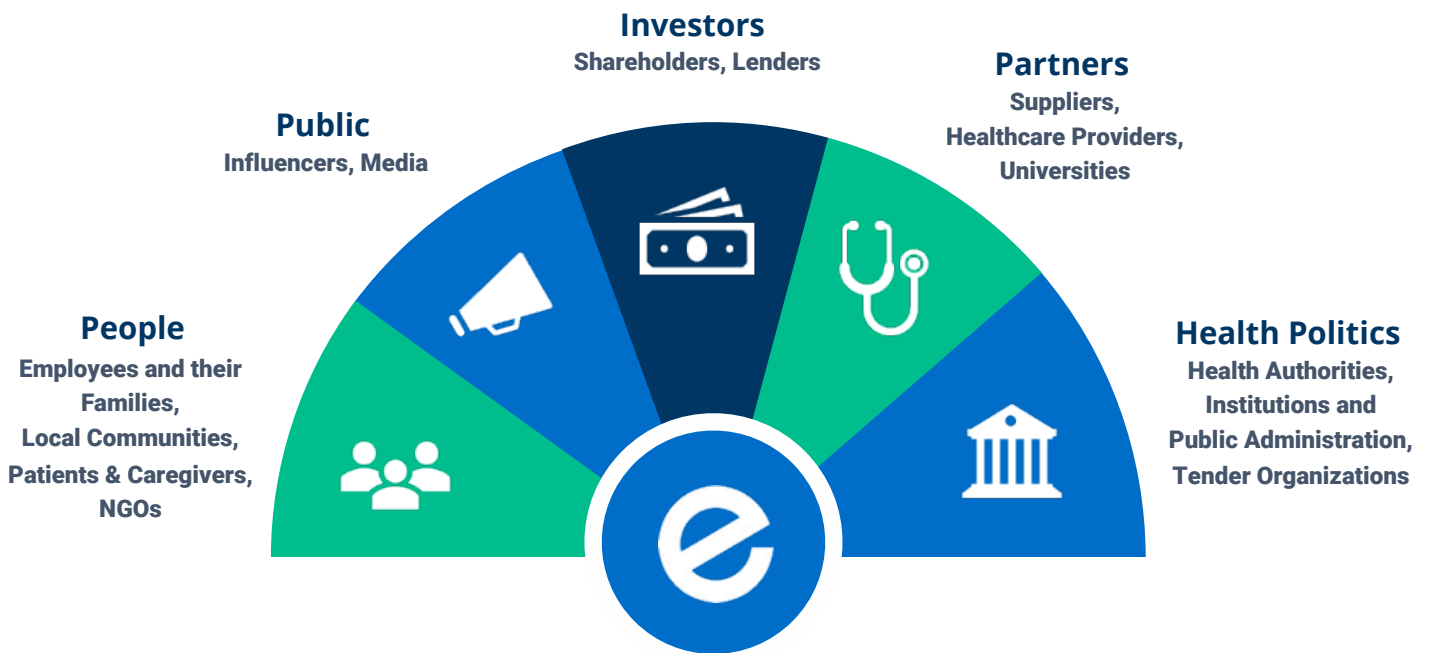 Investors
Shareholders, Lenders
Partners
Suppliers,
Healthcare Providers,
Universities
Public
Influencers, Media
People
Employees and their
Families,
Local Communities,
Patients & Caregivers,
NGOs
Health Politics
Health Authorities,
Institutions and
Public Administration,
Tender Organizations
e